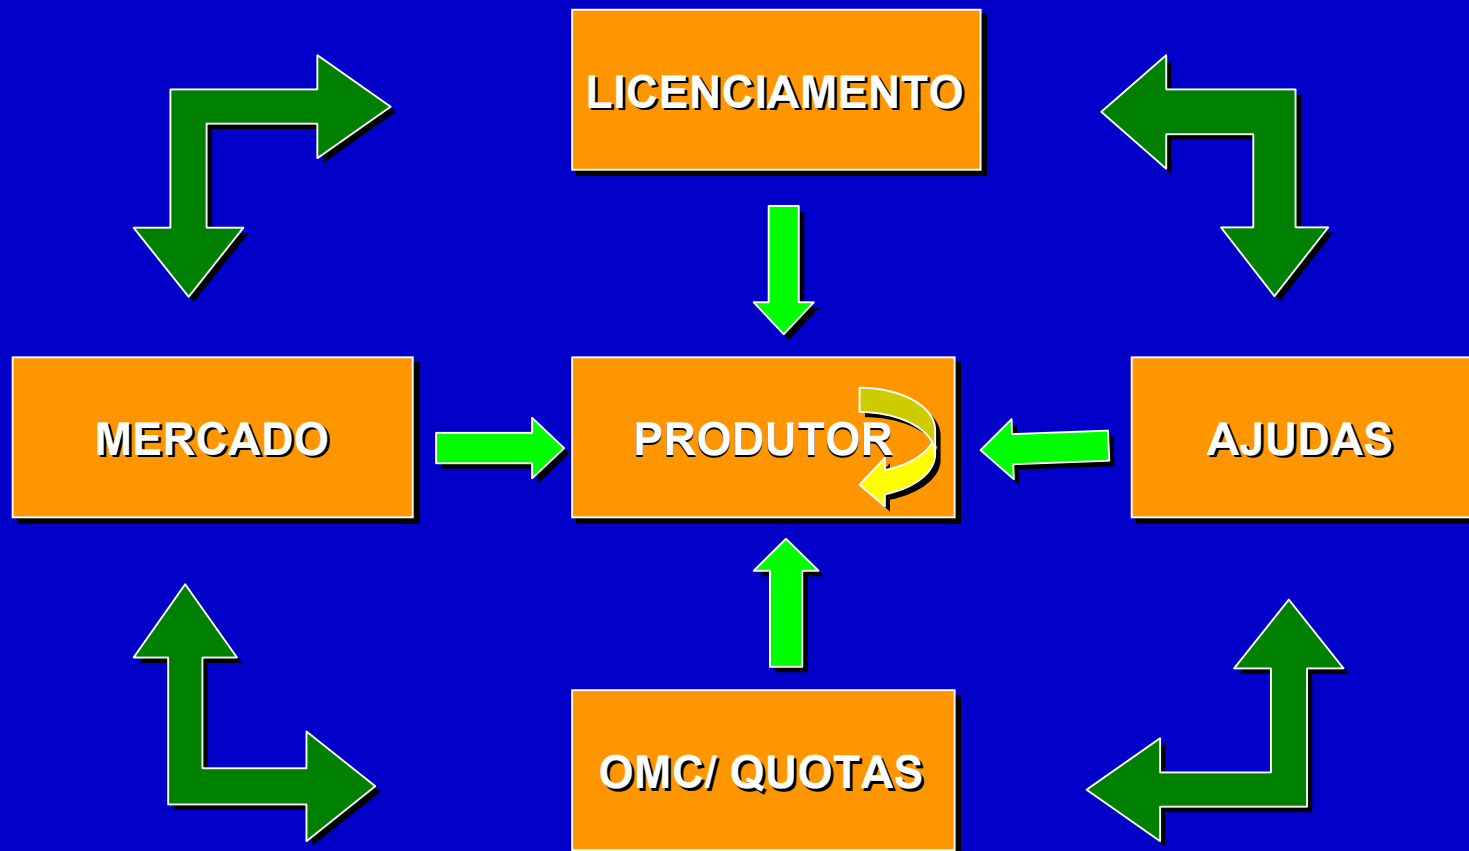 LICENCIAMENTO
MERCADO
PRODUTOR
AJUDAS
OMC/ QUOTAS